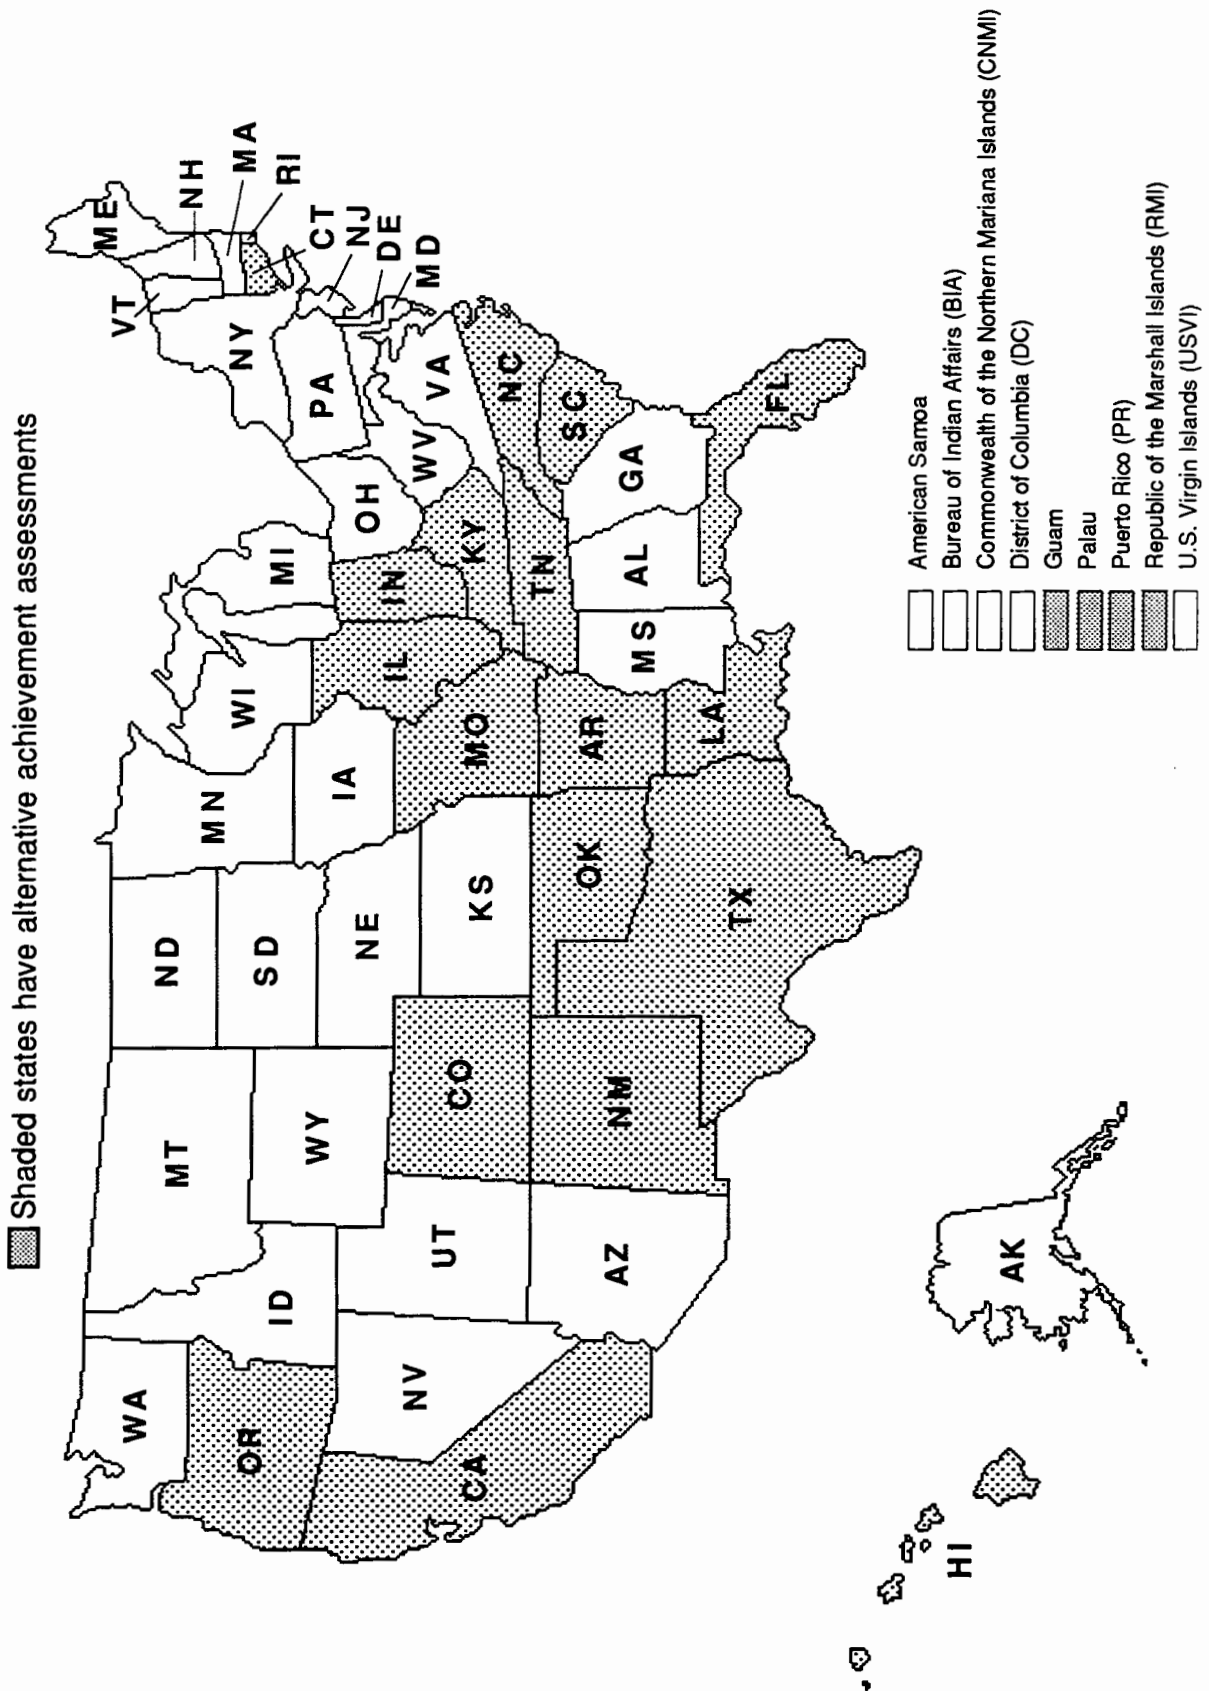 Shaded states have alternative achievement assessments
WA
OR
CA
NV
ID
MT
WY
UT
AZ
CO
NM
ND
SD
NE
KS
OK
TX
MN
IA
MO
AR
LA
WI
IL
MI
IN
OH
KY
TN
MS
AL
GA
FL
SC
NC
VA
WV
PA
NY
VT
ME
NH
MA
RI
CT
NJ
DE
MD
AK
HI
American Samoa
Bureau of Indian Affairs (BIA)
Commonwealth of the Northern Mariana Islands (CNMI)
District of Columbia (DC)
Guam
Palau
Puerto Rico (PR)
Republic of the Marshall Islands (RMI)
U.S. Virgin Islands (USVI)